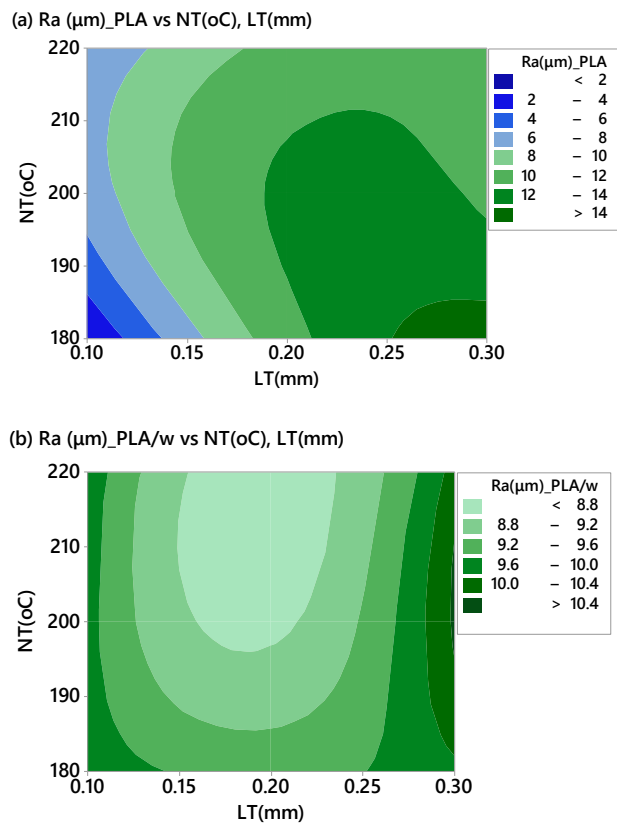 (a) Ra (μm)_PLA vs NT(oC), LT(mm)
220
210
200
190
180
NT(oC)
0.10
0.15
0.20
0.25
0.30
LT(mm)
Ra(μm)_PLA
< 2
2 – 4
4 – 6
6 – 8
8 – 10
10 – 12
12 – 14
> 14
(b) Ra (μm)_PLA/w vs NT(oC), LT(mm)
220
210
200
190
180
NT(oC)
0.10
0.15
0.20
0.25
0.30
LT(mm)
Ra(μm)_PLA/w
< 8.8
8.8 – 9.2
9.2 – 9.6
9.6 – 10.0
10.0 – 10.4
> 10.4